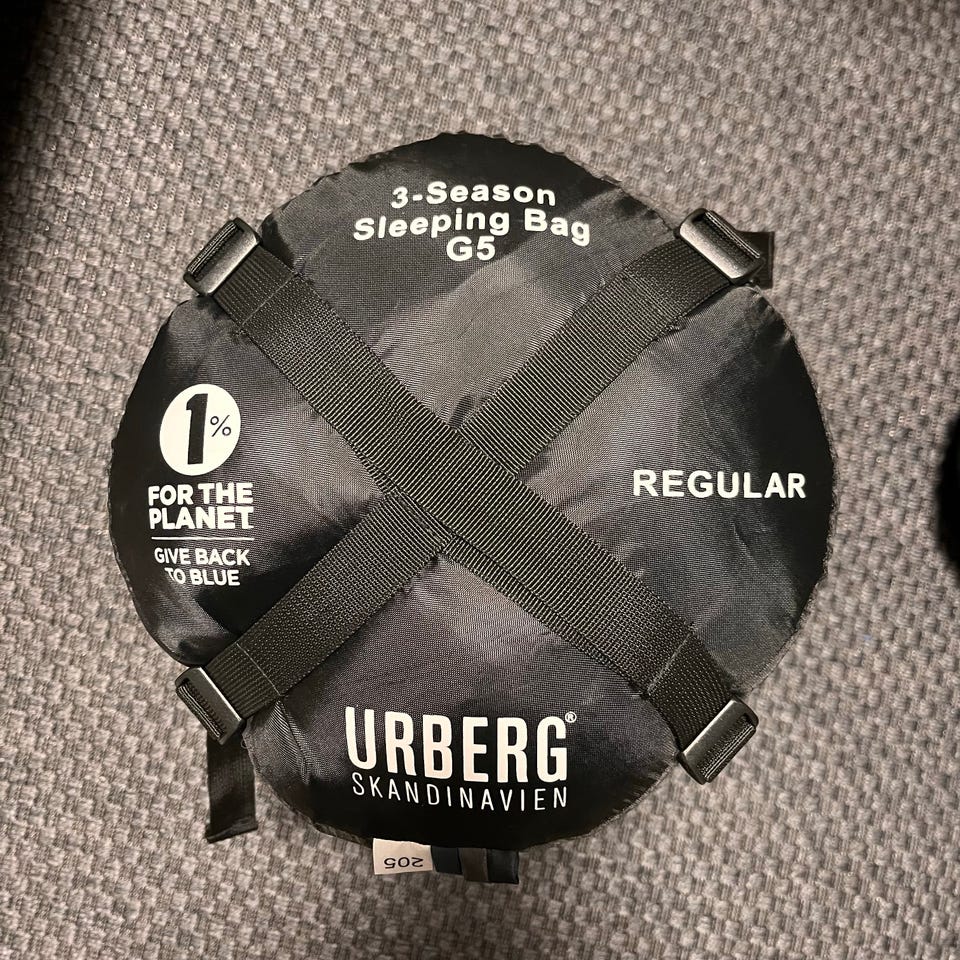 3-Season
Sleeping Bag
G5
1%
FOR THE
PLANET
GIVE BACK
TO BLUE
REGULAR
URBERG®
SKANDINAVIEN
205